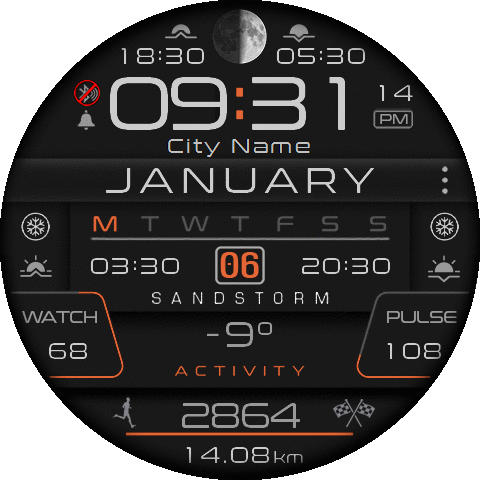 18:30 05:30
09:31 14 PM
City Name
JANUARY
M T W T F S S
03:30 06 20:30
SANDSTORM
WATCH -9° PULSE
68 108
ACTIVITY
2864
14.08km